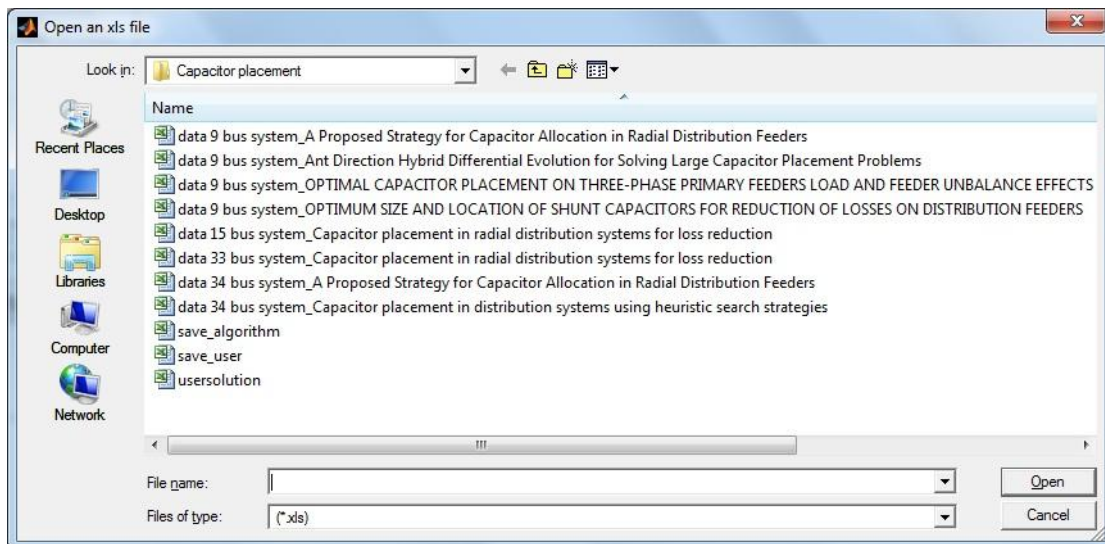 Open an xls file
Look in:
Capacitor placement
Recent Places
Desktop
Libraries
Computer
Network
Name
data 9 bus system_A Proposed Strategy for Capacitor Allocation in Radial Distribution Feeders
data 9 bus system_Ant Direction Hybrid Differential Evolution for Solving Large Capacitor Placement Problems
data 9 bus system_OPTIMAL CAPACITOR PLACEMENT ON THREE-PHASE PRIMARY FEEDERS LOAD AND FEEDER UNBALANCE EFFECTS
data 9 bus system_OPTIMUM SIZE AND LOCATION OF SHUNT CAPACITORS FOR REDUCTION OF LOSSES ON DISTRIBUTION FEEDERS
data 15 bus system_Capacitor placement in radial distribution systems for loss reduction
data 33 bus system_Capacitor placement in radial distribution systems for loss reduction
data 34 bus system_A Proposed Strategy for Capacitor Allocation in Radial Distribution Feeders
data 34 bus system_Capacitor placement in distribution systems using heuristic search strategies
save_algorithm
save_user
usersolution
File name:
Open
Files of type:
(*.xls)
Cancel